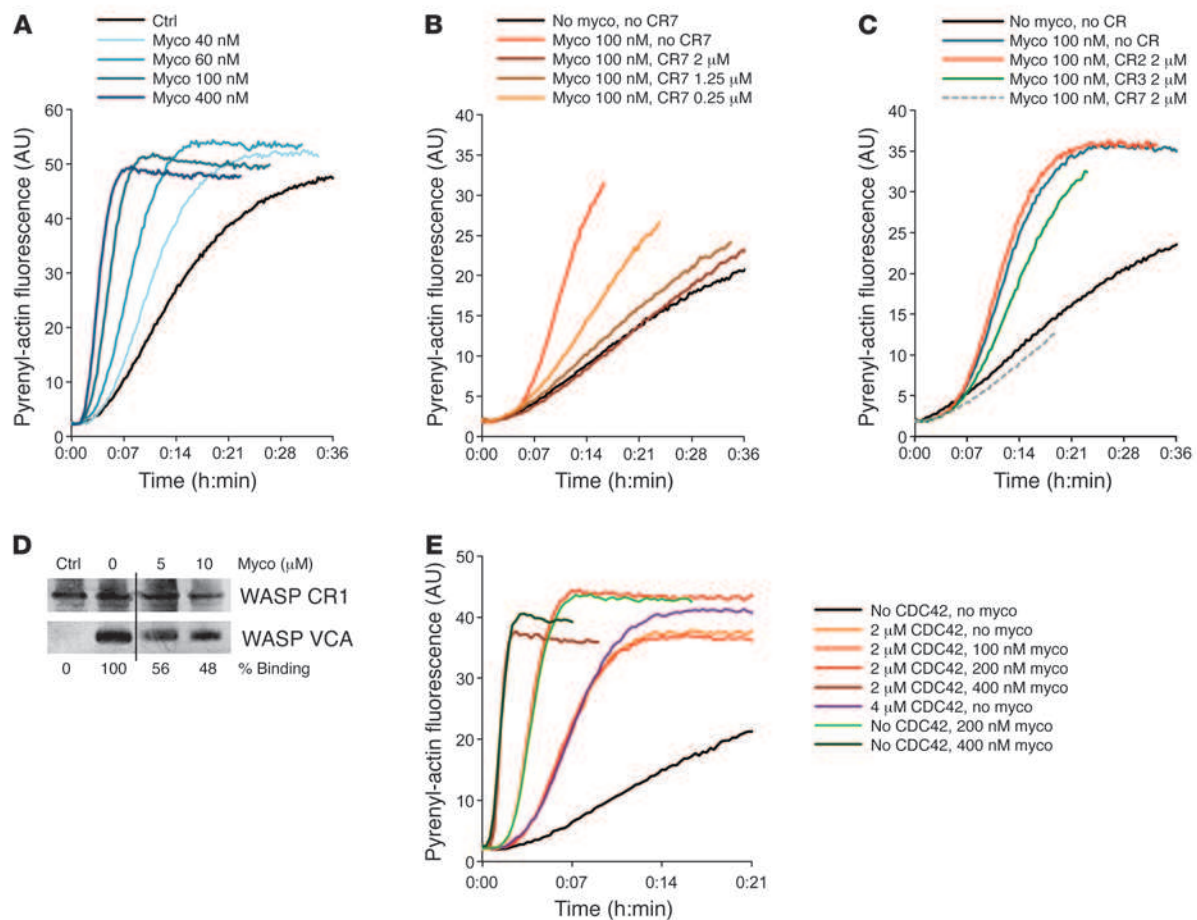 A
Ctrl
Myco 40 nM
Myco 60 nM
Myco 100 nM
Myco 400 nM
Pyrenyl-actin fluorescence (AU)
60
50
40
30
20
10
0
0:00 0:07 0:14 0:21 0:28 0:36
Time (h:min)
B
No myco, no CR7
Myco 100 nM, no CR7
Myco 100 nM, CR7 2 μM
Myco 100 nM, CR7 1.25 μM
Myco 100 nM, CR7 0.25 μM
Pyrenyl-actin fluorescence (AU)
40
35
30
25
20
15
10
5
0
0:00 0:07 0:14 0:21 0:28 0:36
Time (h:min)
C
No myco, no CR
Myco 100 nM, no CR
Myco 100 nM, CR2 2 μM
Myco 100 nM, CR3 2 μM
Myco 100 nM, CR7 2 μM
Pyrenyl-actin fluorescence (AU)
40
35
30
25
20
15
10
5
0
0:00 0:07 0:14 0:21 0:28 0:36
Time (h:min)
D
Ctrl 0 5 10 Myco (μM)
WASP CR1
WASP VCA
0 100 56 48 % Binding
E
Pyrenyl-actin fluorescence (AU)
50
40
30
20
10
0
0:00 0:07 0:14 0:21
Time (h:min)
No CDC42, no myco
2 μM CDC42, no myco
2 μM CDC42, 100 nM myco
2 μM CDC42, 200 nM myco
2 μM CDC42, 400 nM myco
4 μM CDC42, no myco
No CDC42, 200 nM myco
No CDC42, 400 nM myco